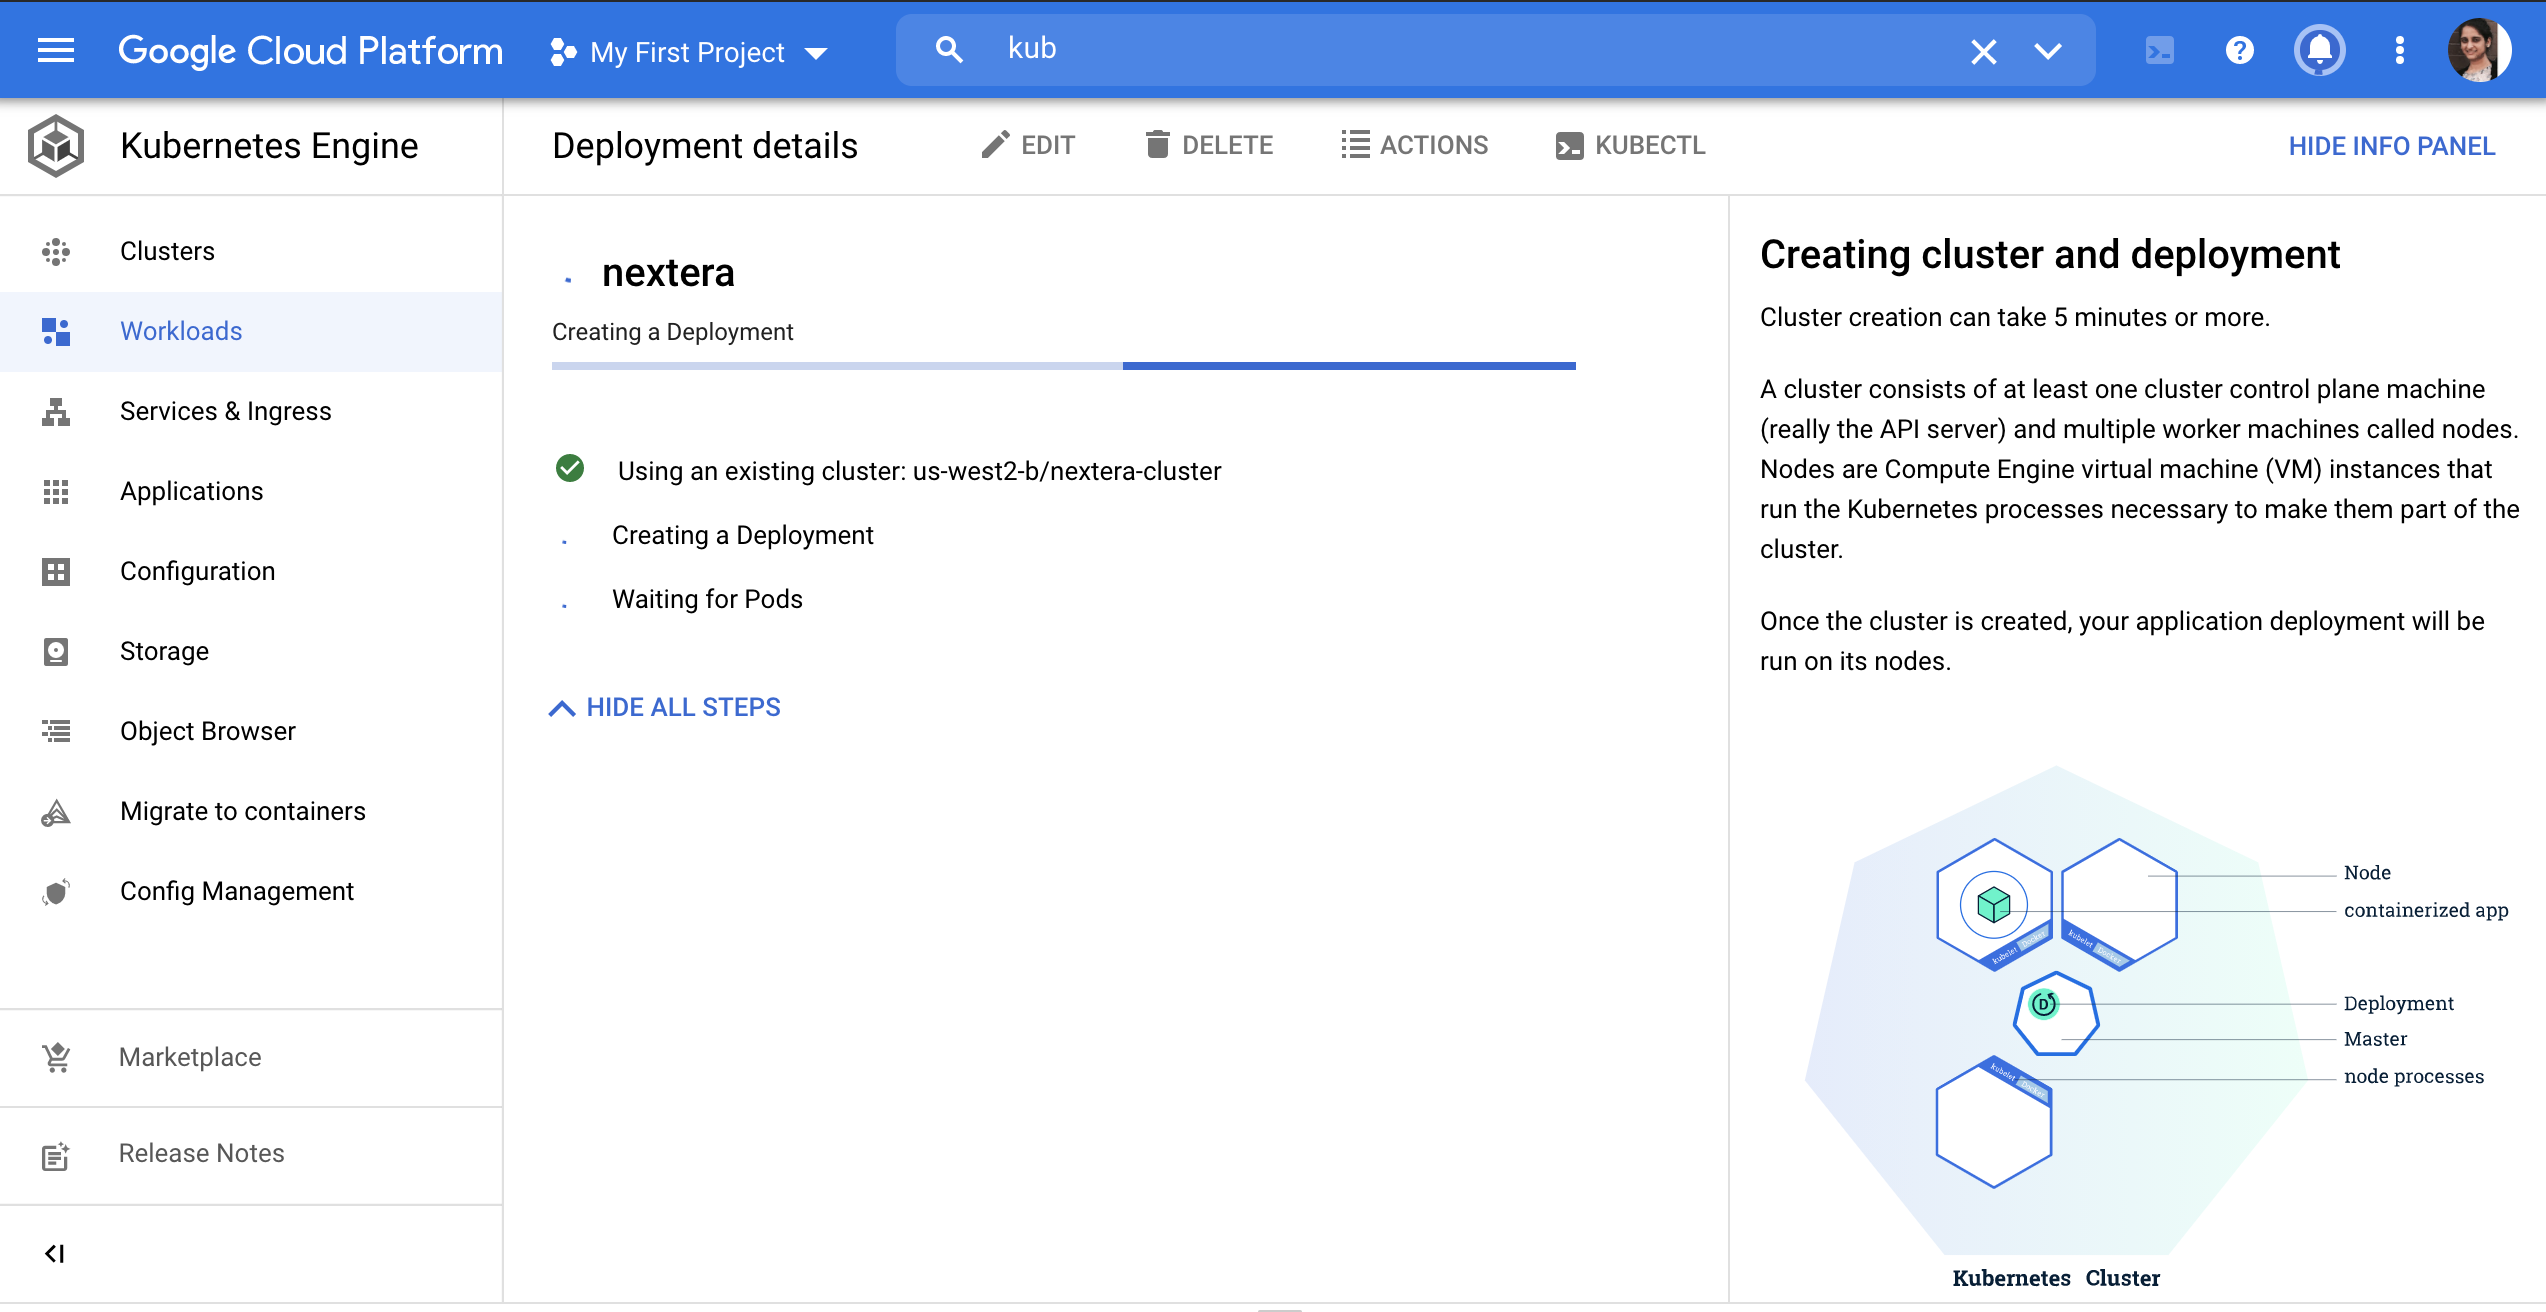 Google Cloud Platform
My First Project
kub
Kubernetes Engine
Deployment details
EDIT
DELETE
ACTIONS
KUBECTL
HIDE INFO PANEL
Clusters
Workloads
Services & Ingress
Applications
Configuration
Storage
Object Browser
Migrate to containers
Config Management
Marketplace
Release Notes
nextera
Creating a Deployment
Using an existing cluster: us-west2-b/nextera-cluster
Creating a Deployment
Waiting for Pods
HIDE ALL STEPS
Creating cluster and deployment
Cluster creation can take 5 minutes or more.
A cluster consists of at least one cluster control plane machine
(really the API server) and multiple worker machines called nodes.
Nodes are Compute Engine virtual machine (VM) instances that
run the Kubernetes processes necessary to make them part of the
cluster.
Once the cluster is created, your application deployment will be
run on its nodes.
Node
containerized app
kubelet Docker
kubelet Docker
D
Deployment
Master
kubelet Docker
node processes
Kubernetes Cluster